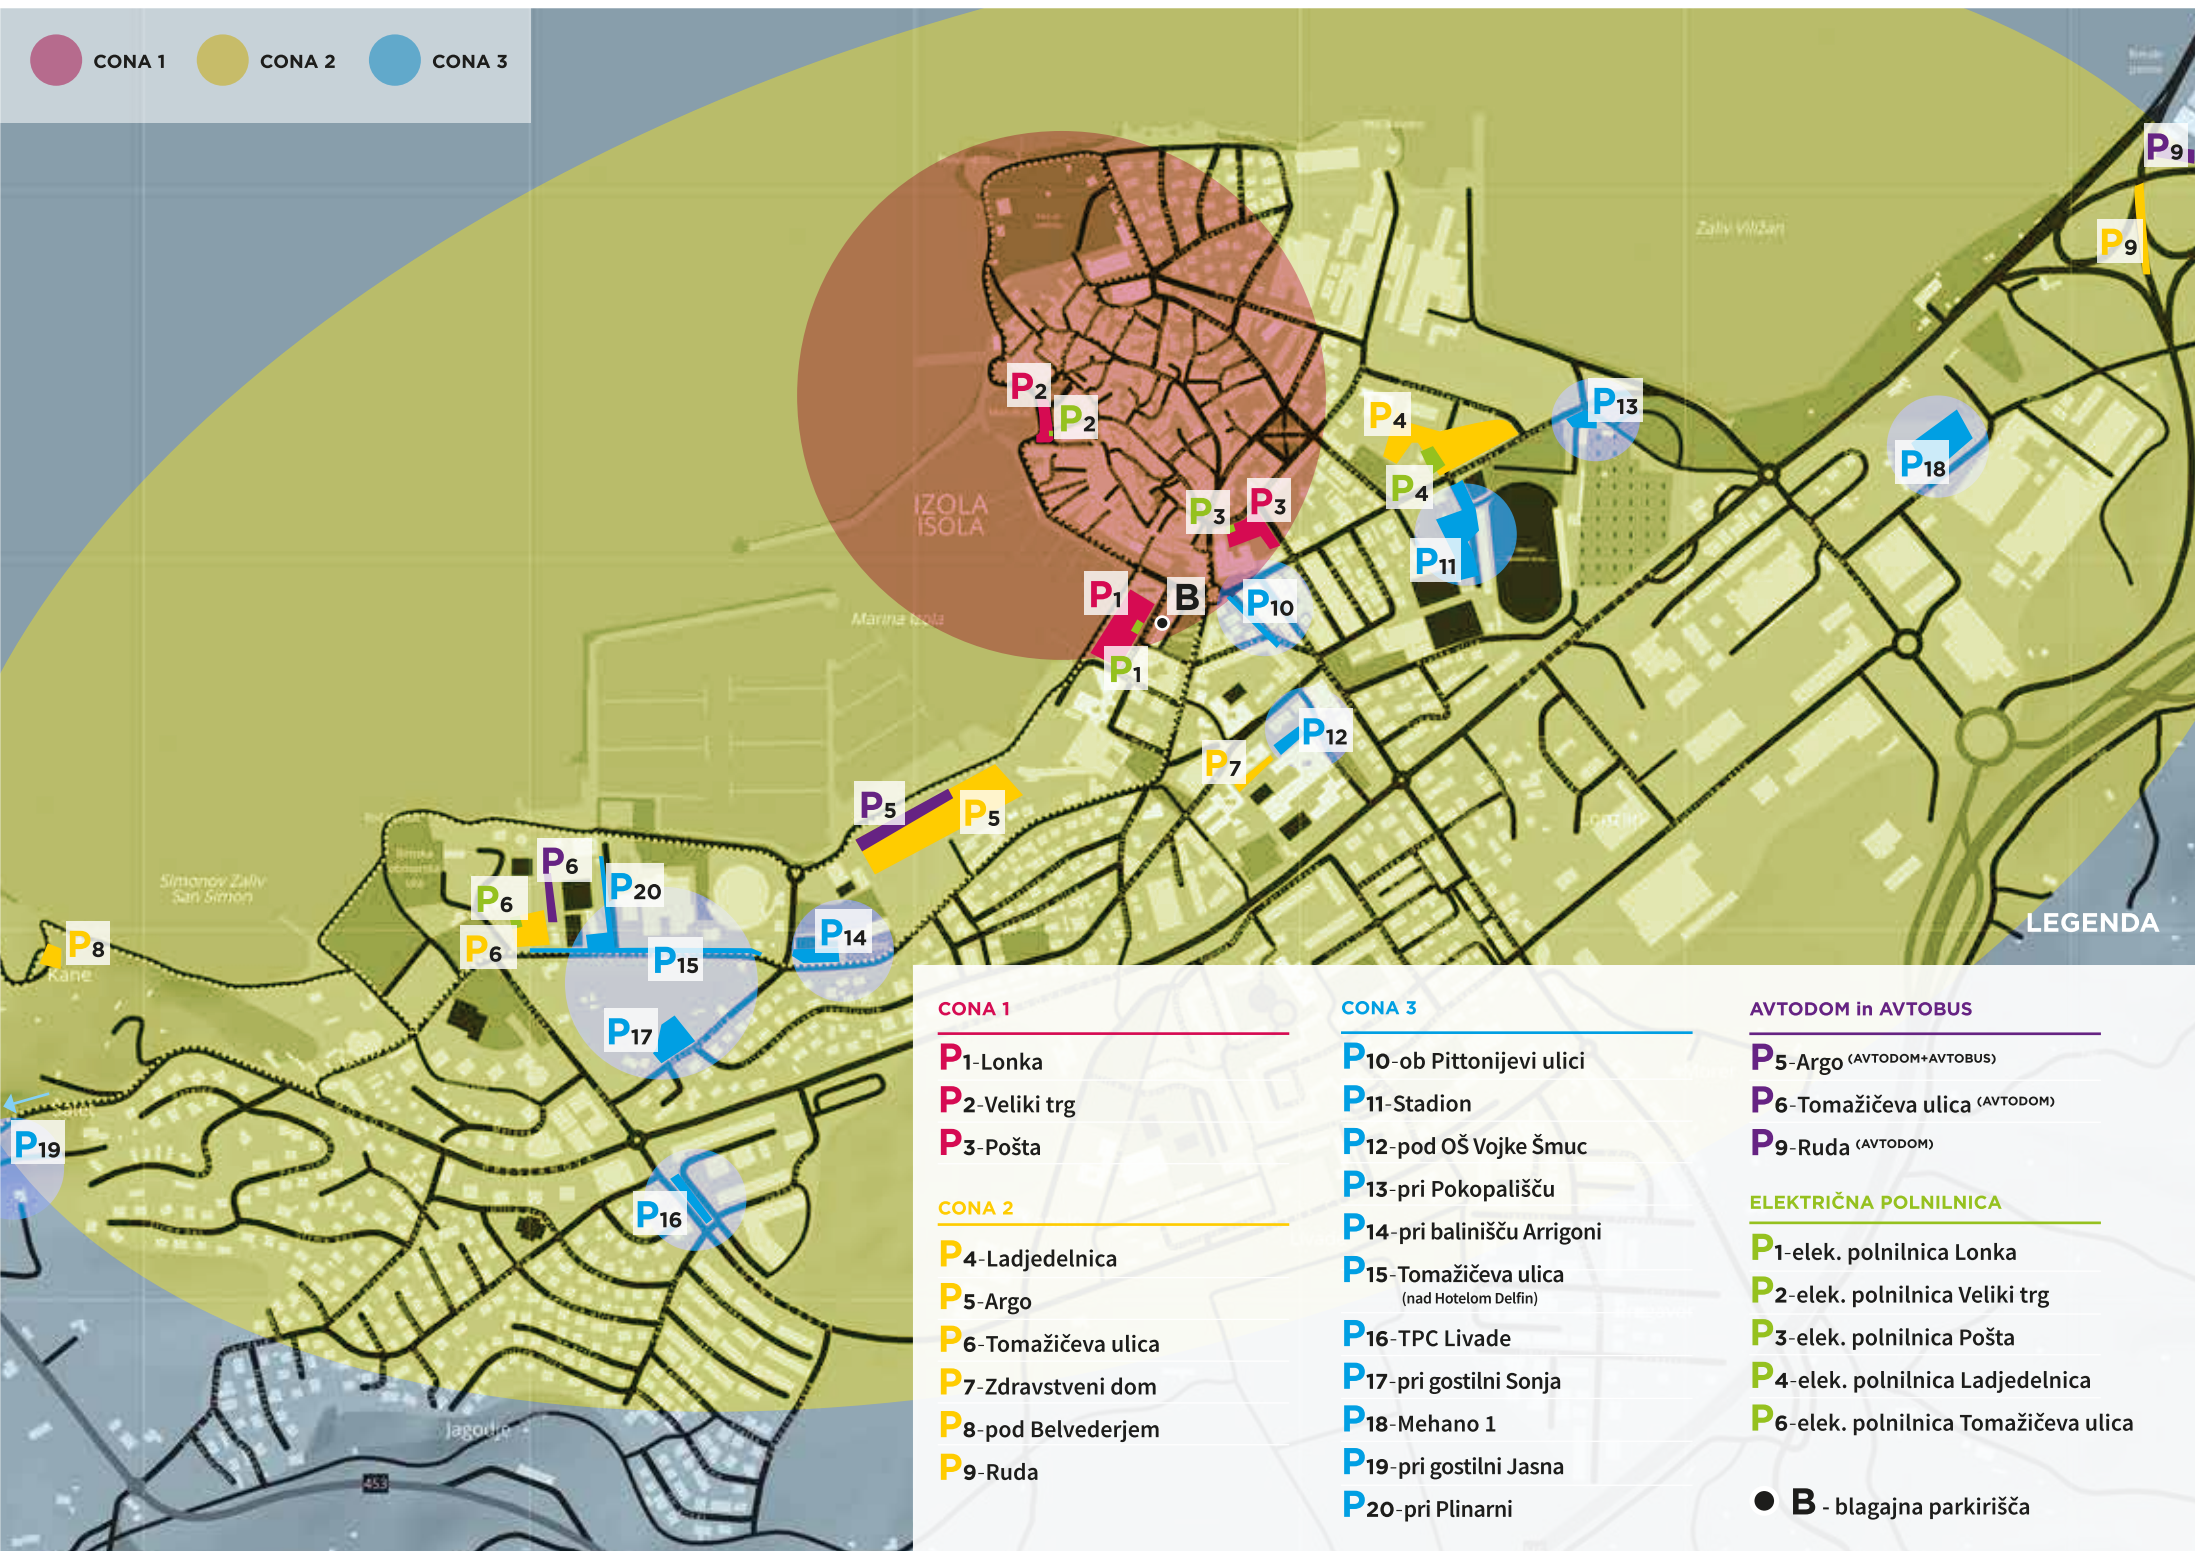 CONA 1
CONA 2
CONA 3
P9
P9
Zaliv Viližan
P2
P2
P13
P4
P4
P18
IZOLA
ISOLA
P3
P3
P11
P1
B
P10
Marina Izola
P1
P12
P7
P5
P5
P6
P20
P6
Simonov Zaliv
San Simon
P8
P6
P14
P15
Kane
LEGENDA
P17
Šalet
P19
P16
Jagodje
453
CONA 1
P1-Lonka
P2-Veliki trg
P3-Pošta
CONA 2
P4-Ladjedelnica
P5-Argo
P6-Tomažičeva ulica
P7-Zdravstveni dom
P8-pod Belvederjem
P9-Ruda
CONA 3
P10-ob Pittonijevi ulici
P11-Stadion
P12-pod OŠ Vojke Šmuc
P13-pri Pokopališču
P14-pri balinišču Arrigoni
P15-Tomažičeva ulica
(nad Hotelom Delfin)
P16-TPC Livade
P17-pri gostilni Sonja
P18-Mehano 1
P19-pri gostilni Jasna
P20-pri Plinarni
AVTODOM in AVTOBUS
P5-Argo (AVTODOM+AVTOBUS)
P6-Tomažičeva ulica (AVTODOM)
P9-Ruda (AVTODOM)
ELEKTRIČNA POLNILNICA
P1-elek. polnilnica Lonka
P2-elek. polnilnica Veliki trg
P3-elek. polnilnica Pošta
P4-elek. polnilnica Ladjedelnica
P6-elek. polnilnica Tomažičeva ulica
B - blagajna parkirišča